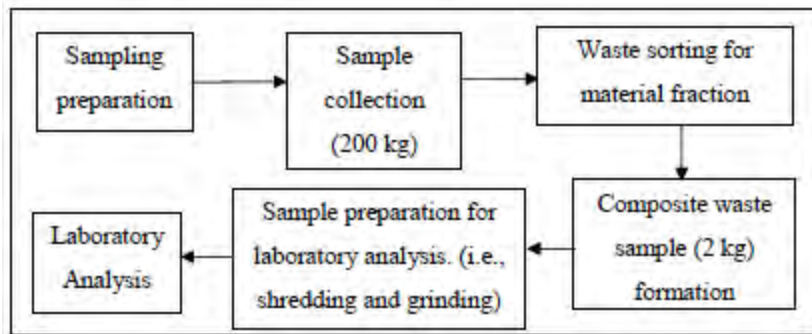 Sampling
preparation
Sample
collection
(200 kg)
Waste sorting for
material fraction
Composite waste
sample (2 kg)
formation
Sample preparation for
laboratory analysis. (i.e.,
shredding and grinding)
Laboratory
Analysis